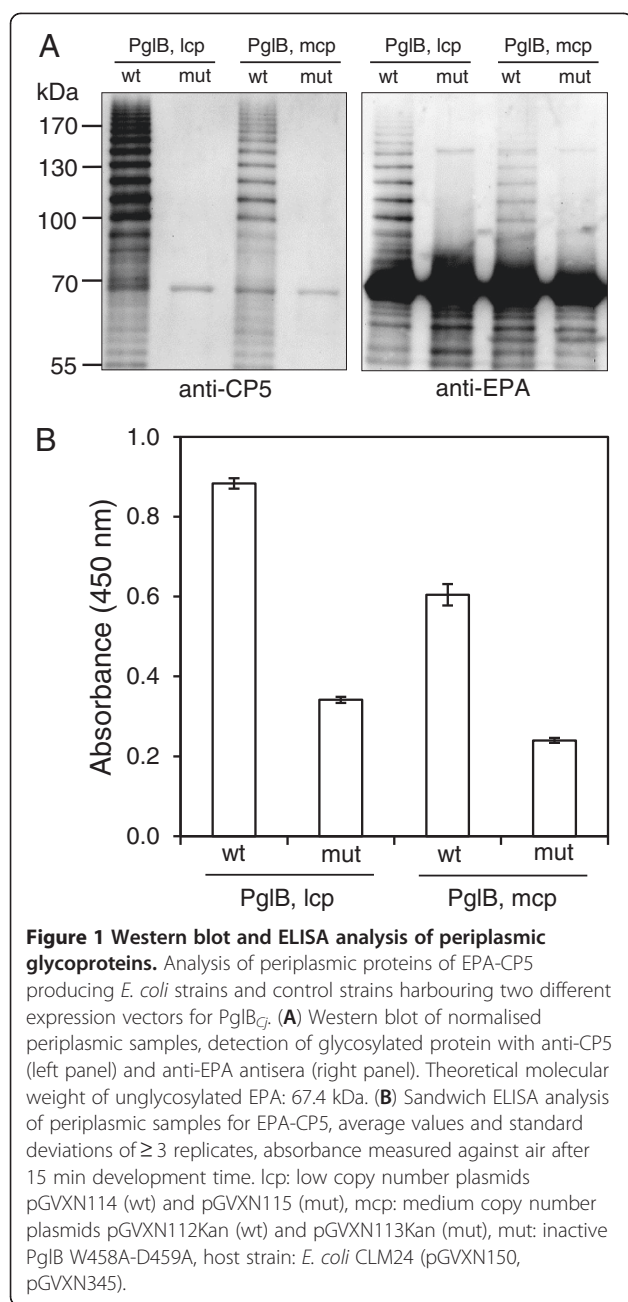 A
PglB, lcp PglB, mcp PglB, lcp PglB, mcp
wt mut wt mut wt mut wt mut
kDa
170
130
100
70
55
anti-CP5 anti-EPA
B
Absorbance (450 nm)
1.0
0.8
0.6
0.4
0.2
0.0
wt mut wt mut
PglB, lcp PglB, mcp
Figure 1 Western blot and ELISA analysis of periplasmic
glycoproteins. Analysis of periplasmic proteins of EPA-CP5
producing E. coli strains and control strains harbouring two different
expression vectors for PglBCj. (A) Western blot of normalised
periplasmic samples, detection of glycosylated protein with anti-CP5
(left panel) and anti-EPA antisera (right panel). Theoretical molecular
weight of unglycosylated EPA: 67.4 kDa. (B) Sandwich ELISA analysis
of periplasmic samples for EPA-CP5, average values and standard
deviations of ≥ 3 replicates, absorbance measured against air after
15 min development time. lcp: low copy number plasmids
pGVXN114 (wt) and pGVXN115 (mut), mcp: medium copy number
plasmids pGVXN112Kan (wt) and pGVXN113Kan (mut), mut: inactive
PglB W458A-D459A, host strain: E. coli CLM24 (pGVXN150,
pGVXN345).